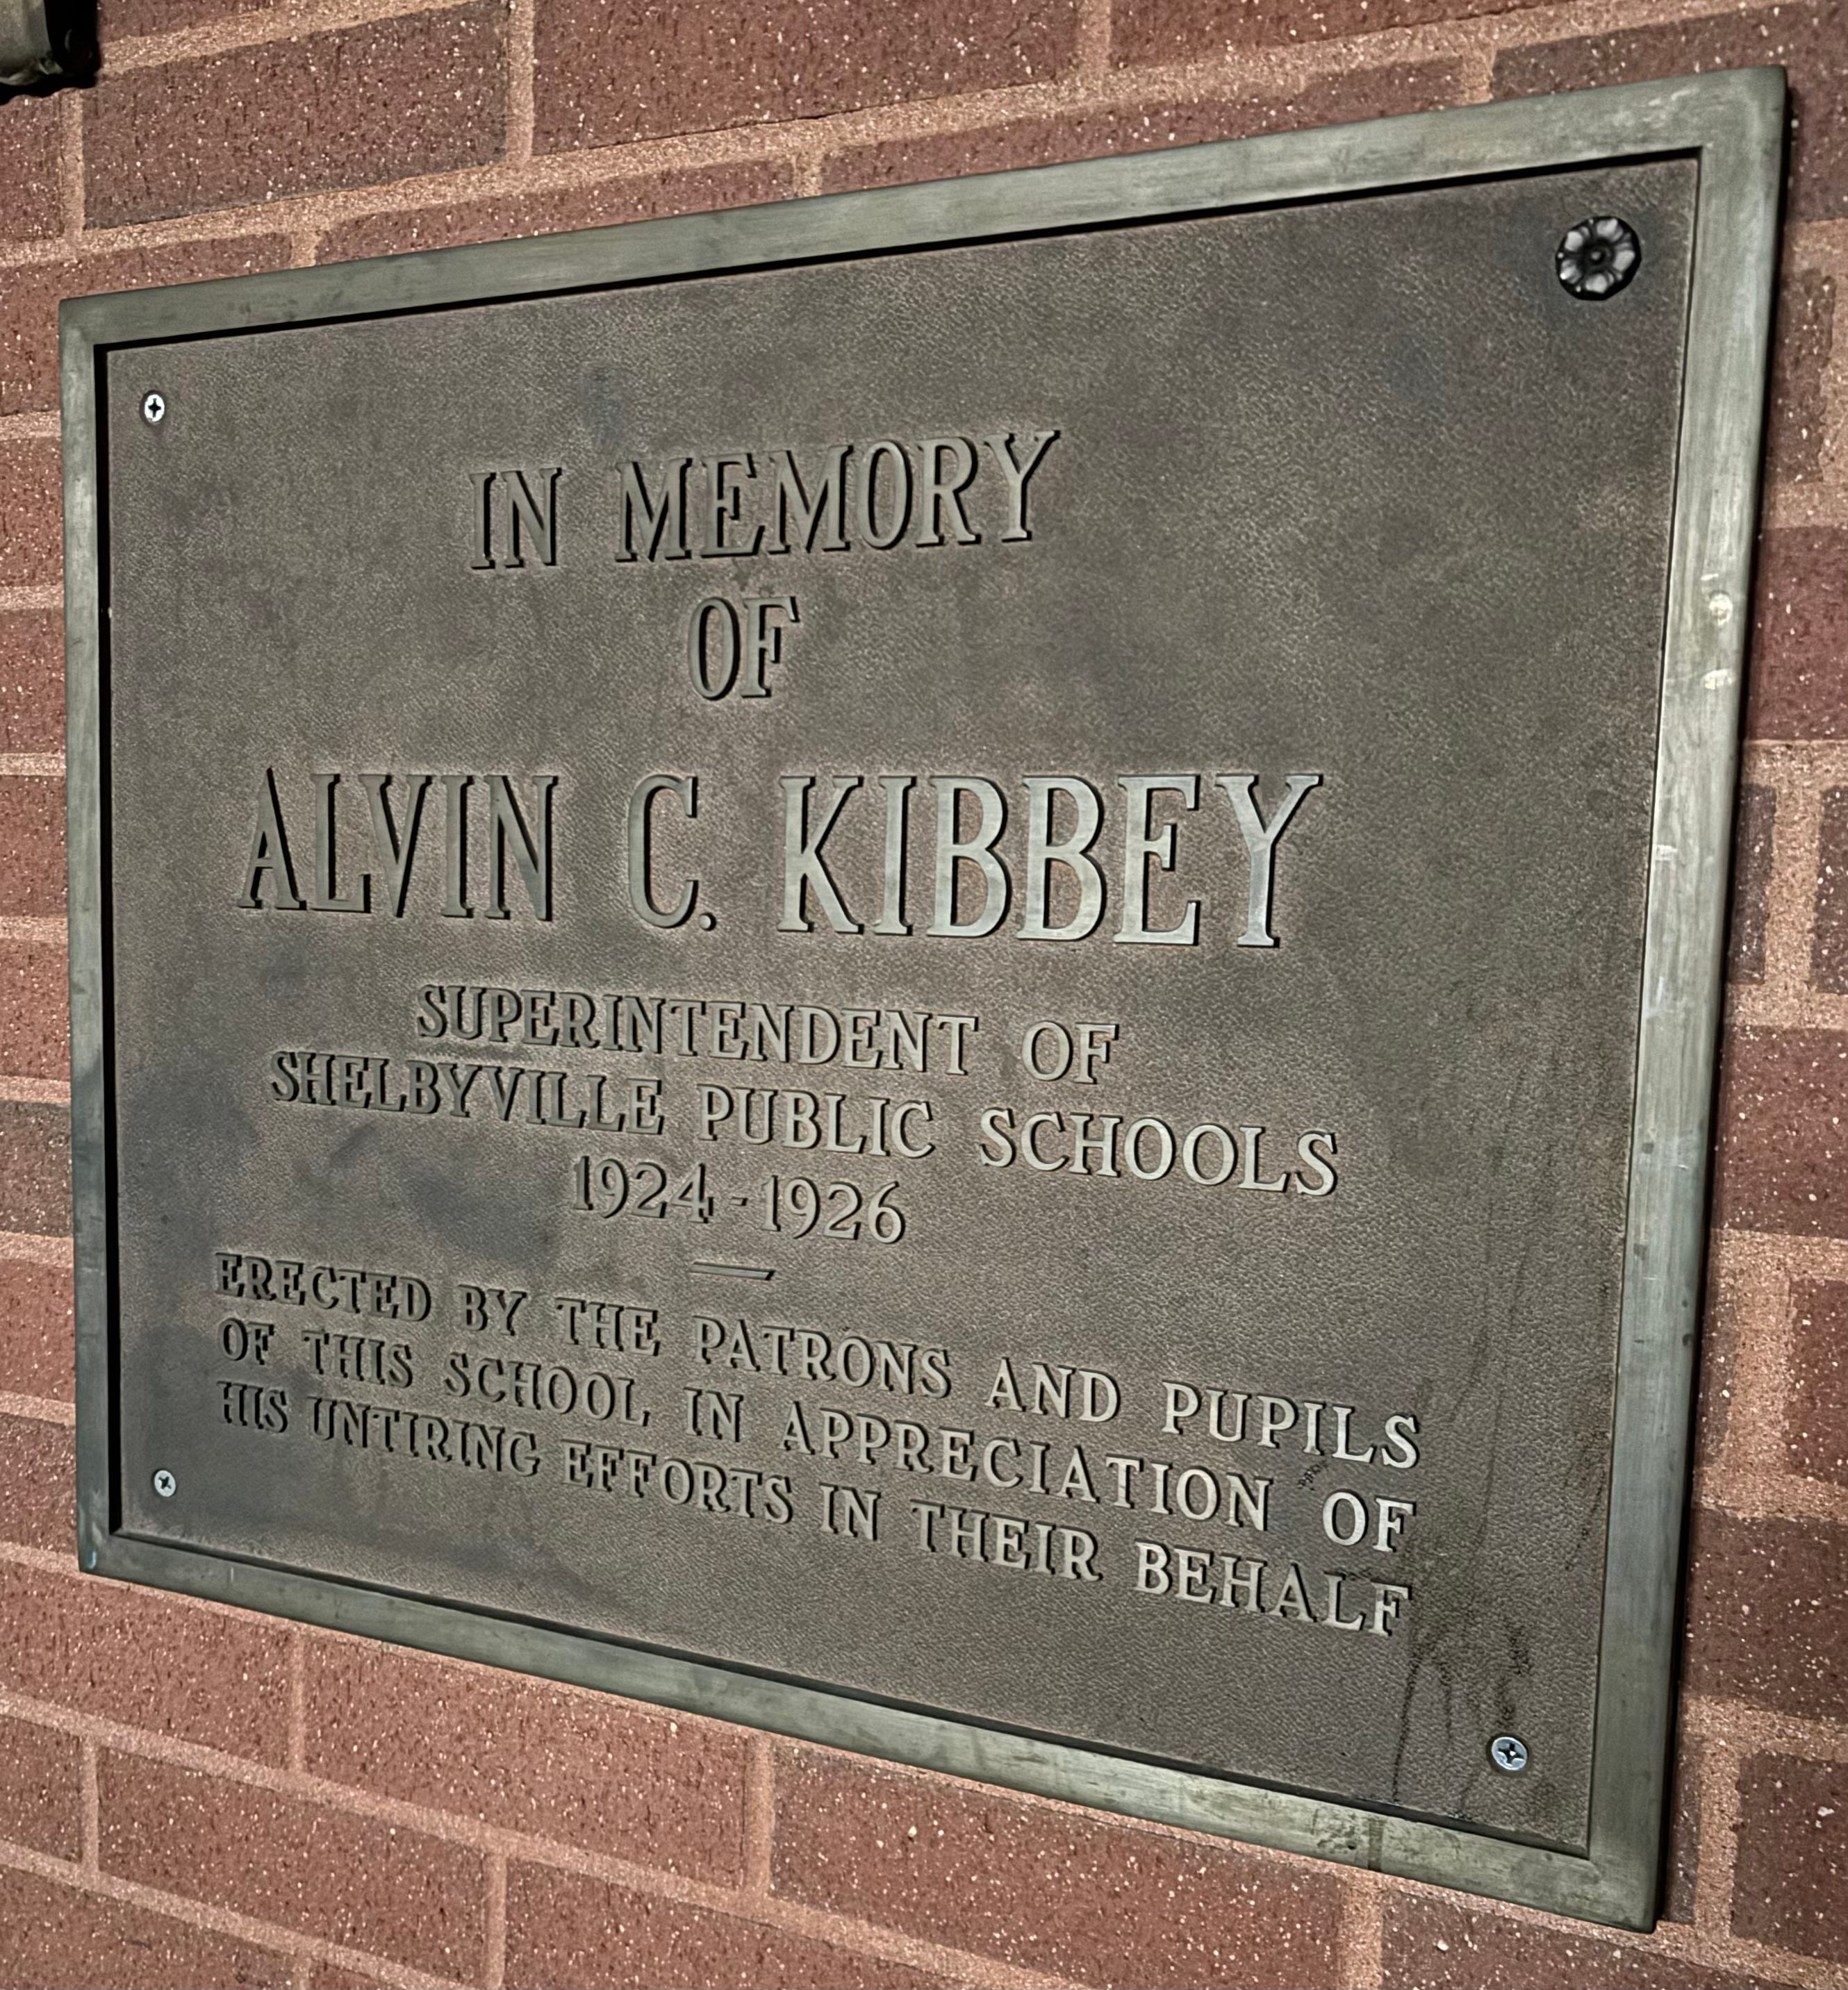 IN MEMORY
OF
ALVIN C. KIBBEY
SUPERINTENDENT OF
SHELBYVILLE PUBLIC SCHOOLS
1924-1926
ERECTED BY THE PATRONS AND PUPILS
OF THIS SCHOOL IN APPRECIATION OF
HIS UNTIRING EFFORTS IN THEIR BEHALF